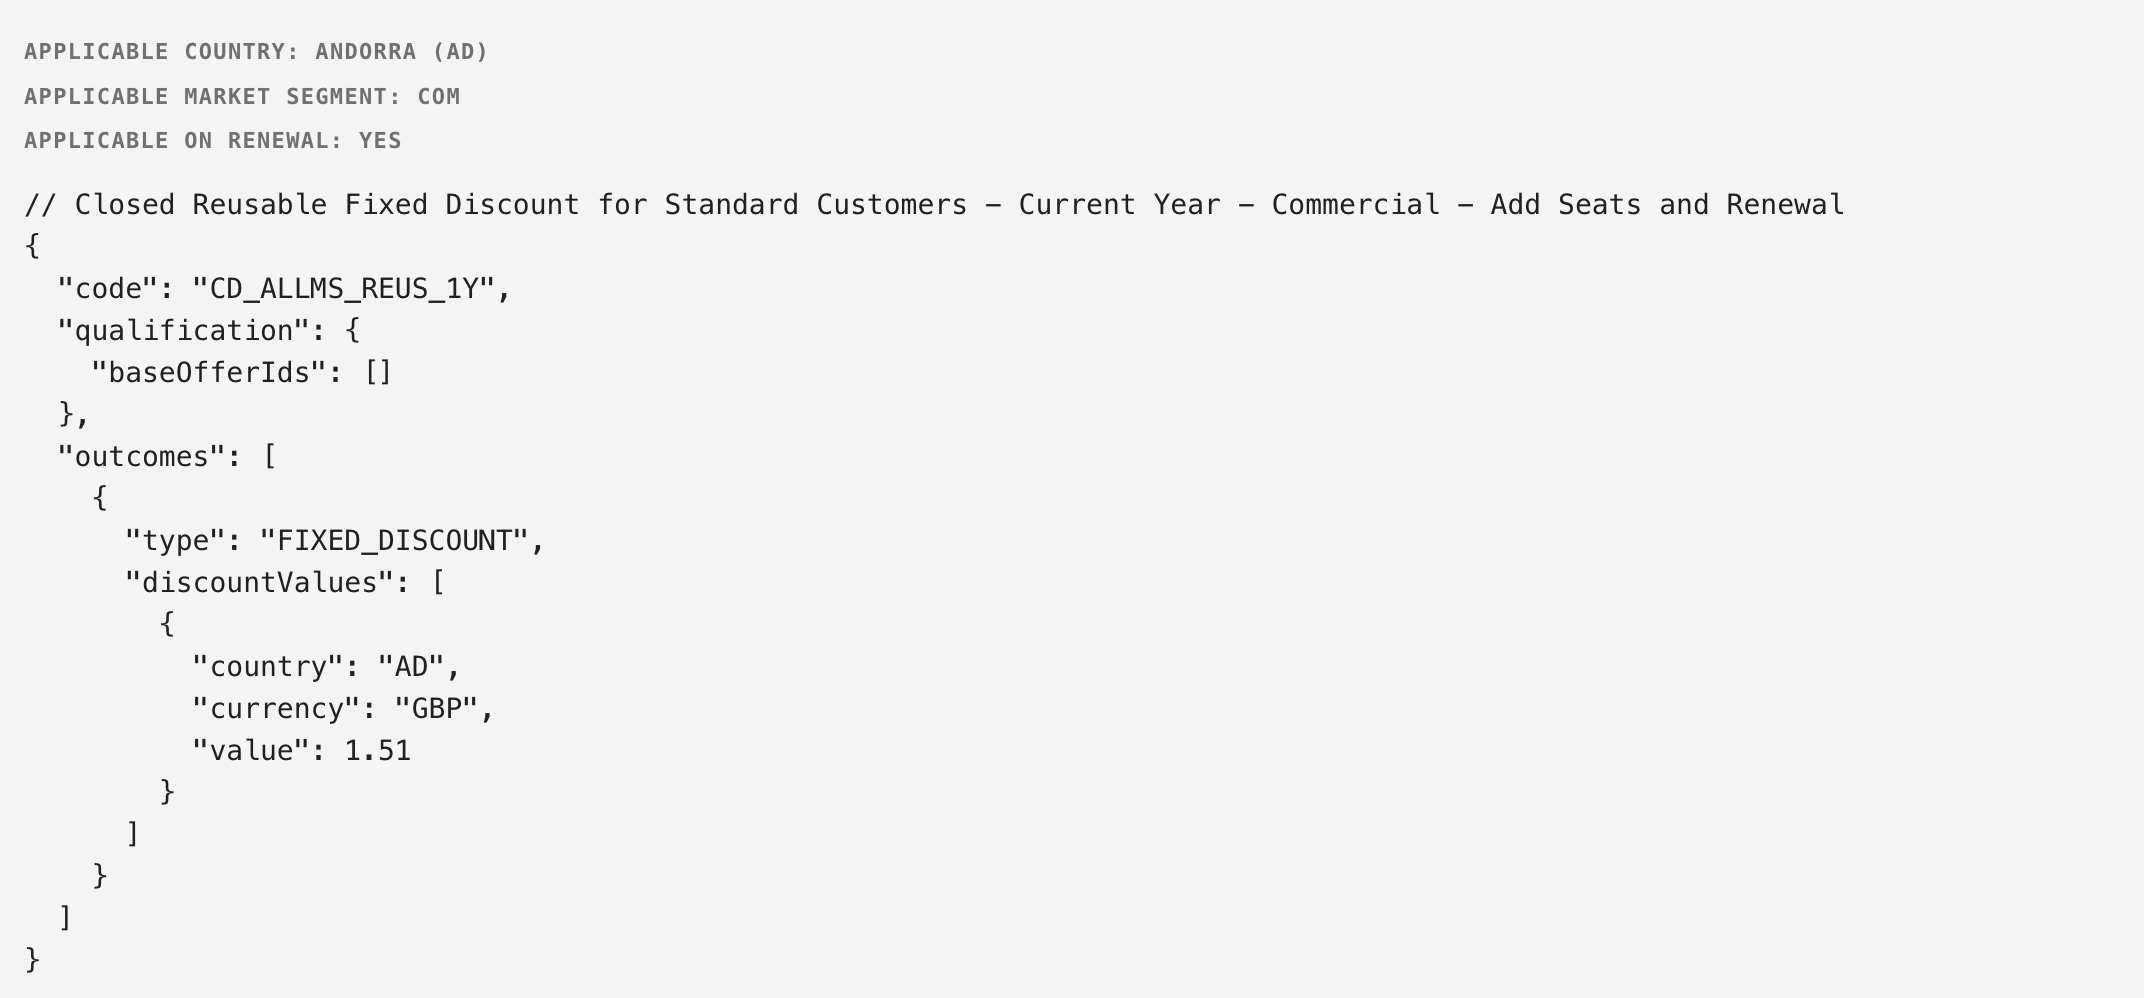 APPLICABLE COUNTRY: ANDORRA (AD)
APPLICABLE MARKET SEGMENT: COM
APPLICABLE ON RENEWAL: YES
// Closed Reusable Fixed Discount for Standard Customers – Current Year – Commercial – Add Seats and Renewal
{
  "code": "CD_ALLMS_REUS_1Y",
  "qualification": {
    "baseOfferIds": []
  },
  "outcomes": [
    {
      "type": "FIXED_DISCOUNT",
      "discountValues": [
        {
          "country": "AD",
          "currency": "GBP",
          "value": 1.51
        }
      ]
    }
  ]
}